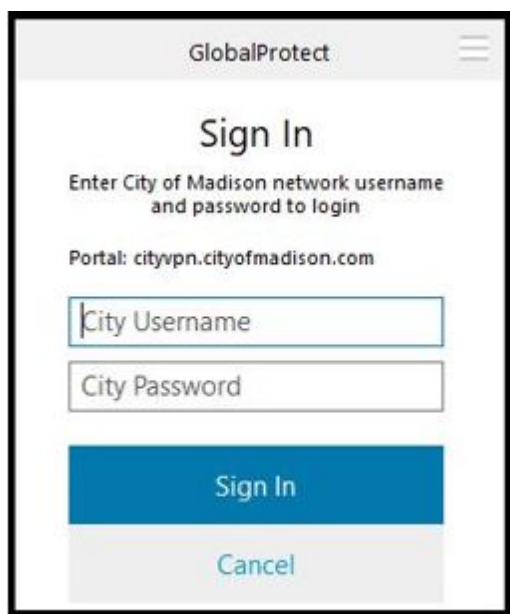 GlobalProtect
Sign In
Enter City of Madison network username
and password to login
Portal: cityvpn.cityofmadison.com
City Username
City Password
Sign In
Cancel